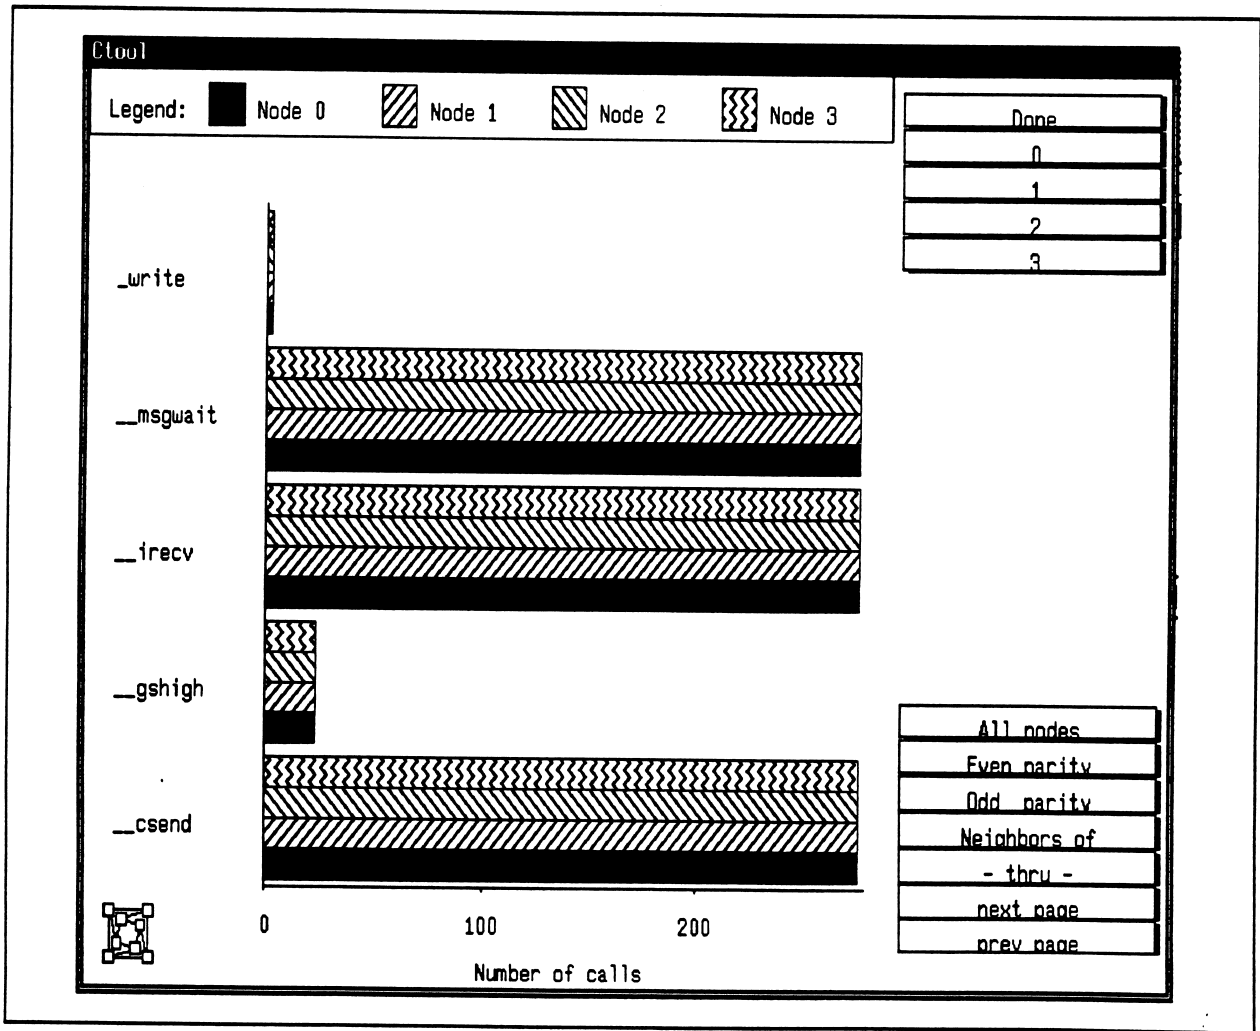 Ctool
Legend: Node 0 Node 1 Node 2 Node 3
Done
0
1
2
3
_write
__msgwait
__irecv
__gshigh
__csend
All nodes
Even parity
Odd parity
Neighbors of
- thru -
next page
prev page
0 100 200
Number of calls